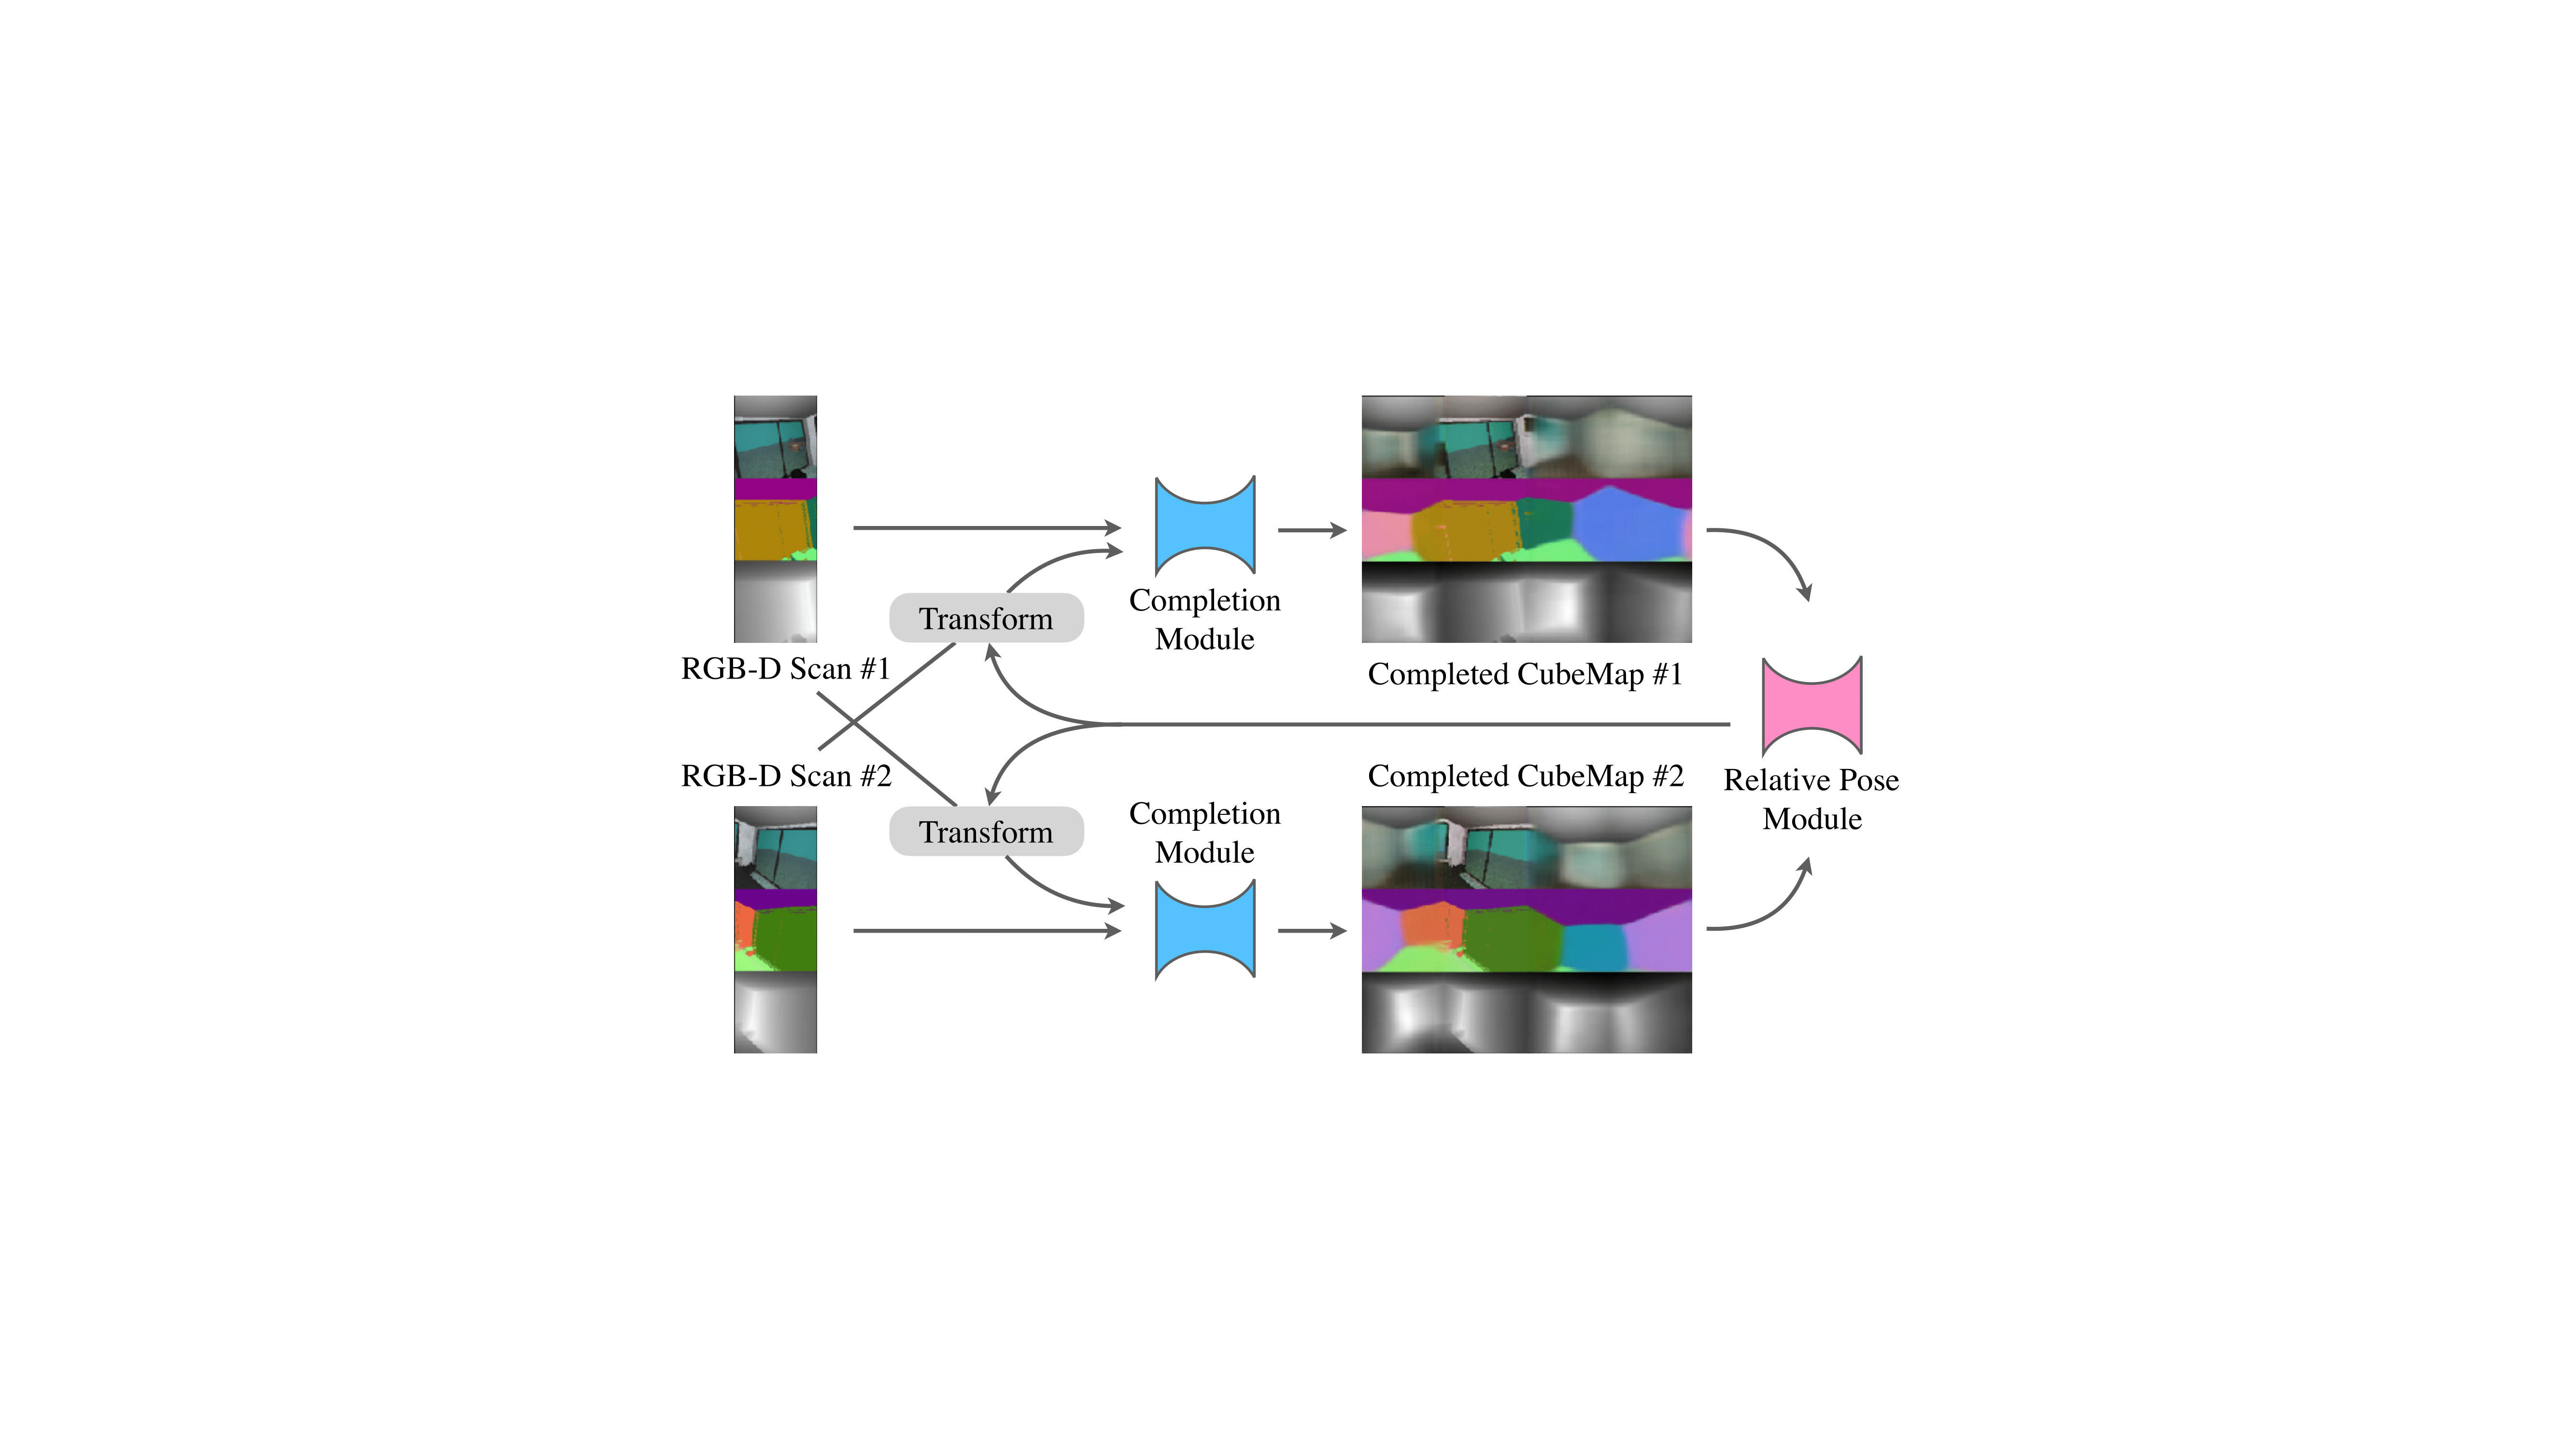 Transform
Completion
Module
RGB-D Scan #1
Completed CubeMap #1
RGB-D Scan #2
Completed CubeMap #2
Relative Pose
Module
Transform
Completion
Module